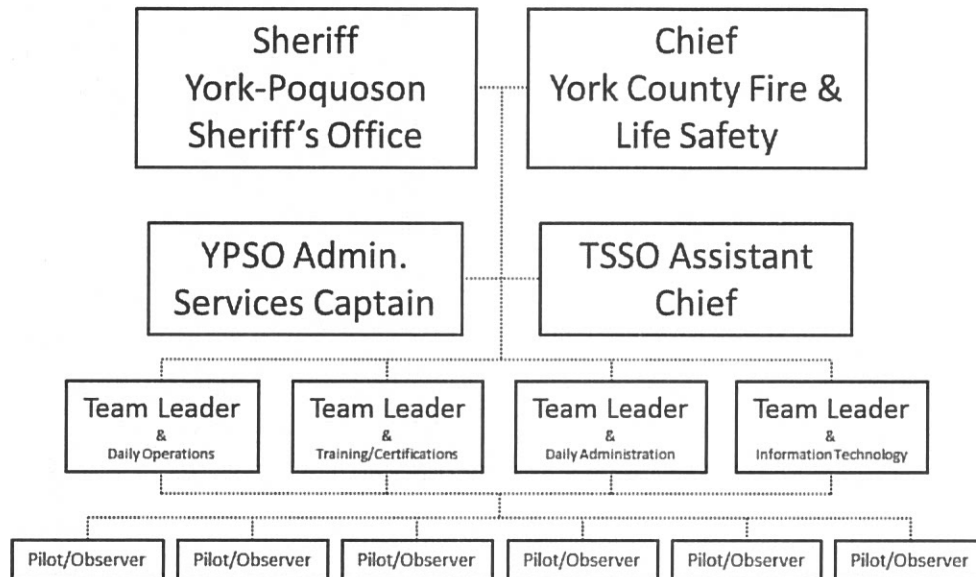 Sheriff
York-Poquoson
Sheriff's Office
Chief
York County Fire &
Life Safety
YPSO Admin.
Services Captain
TSSO Assistant
Chief
Team Leader
&
Daily Operations
Team Leader
&
Training/Certifications
Team Leader
&
Daily Administration
Team Leader
&
Information Technology
Pilot/Observer
Pilot/Observer
Pilot/Observer
Pilot/Observer
Pilot/Observer
Pilot/Observer